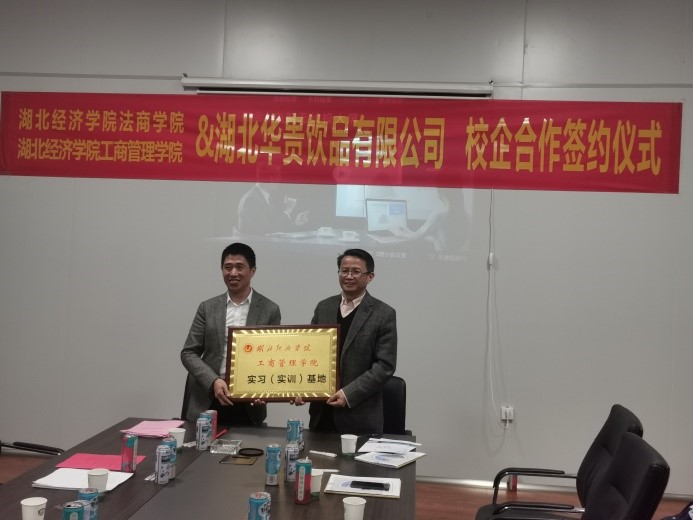 湖北经济学院法商学院
湖北经济学院工商管理学院
&湖北华贵饮品有限公司 校企合作签约仪式
湖北经济学院
工商管理学院
实习（实训）基地